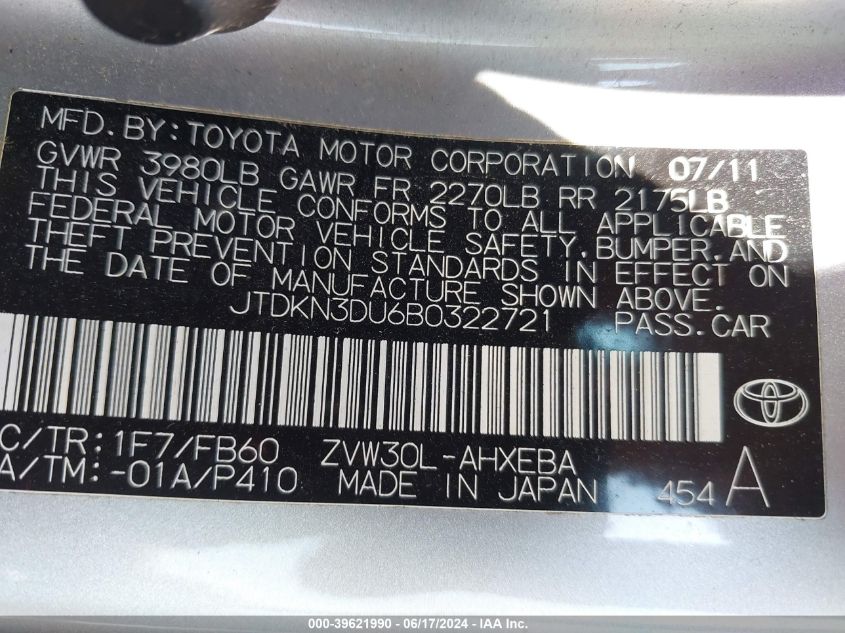 MFD. BY: TOYOTA MOTOR CORPORATION 07/11
GVWR 3980LB GAWR FR 2270LB RR 2175LB
THIS VEHICLE CONFORMS TO ALL APPLICABLE
FEDERAL MOTOR VEHICLE SAFETY, BUMPER, AND
THEFT PREVENTION STANDARDS IN EFFECT ON
THE DATE OF MANUFACTURE SHOWN ABOVE.
JTDKN3DU6B0322721 PASS. CAR
C/TR: 1F7/FB60 ZVW30L-AHXEBA
A/TM: -01A/P410 MADE IN JAPAN 454 A
000-39621990 - 06/17/2024 - IAA Inc.